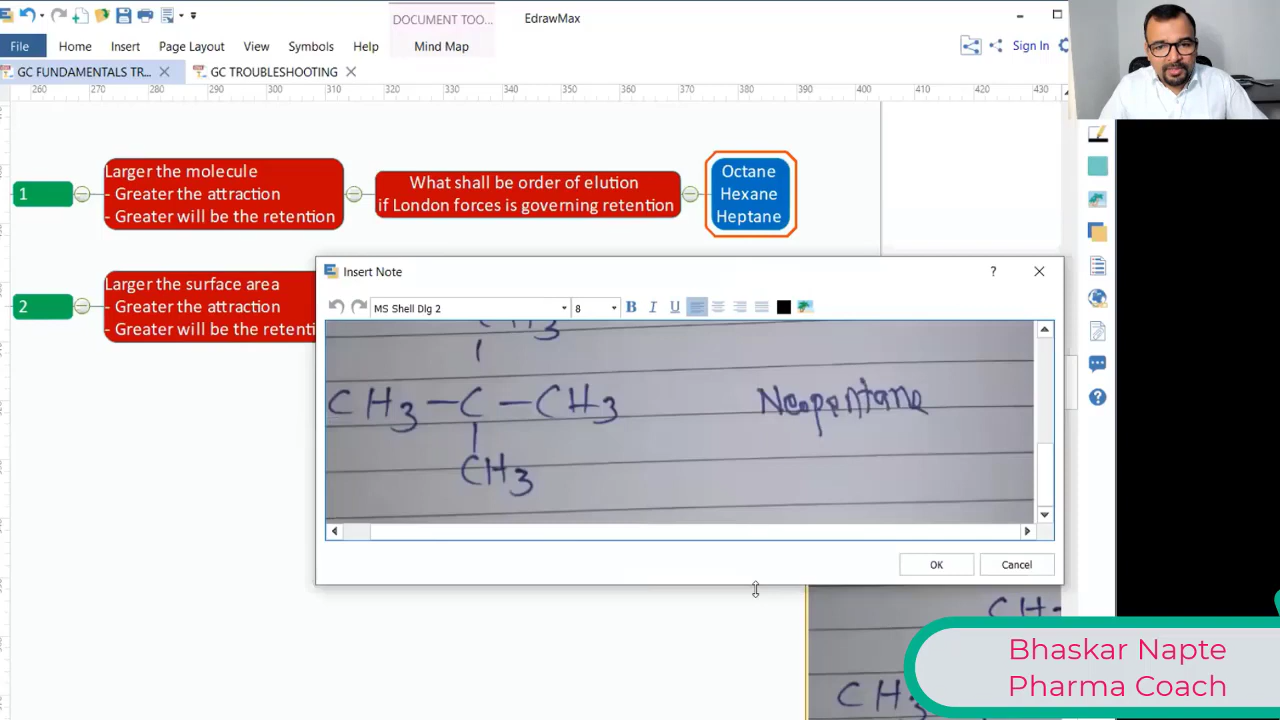 DOCUMENT TOO...
EdrawMax
File Home Insert Page Layout View Symbols Help Mind Map
Sign In
GC FUNDAMENTALS TR... GC TROUBLESHOOTING
260 270 280 290 300 310 320 330 340 350 360 370 380 390 400 410 420 430
1
Larger the molecule
- Greater the attraction
- Greater will be the retention
What shall be order of elution
if London forces is governing retention
Octane
Hexane
Heptane
2
Larger the surface area
- Greater the attraction
- Greater will be the retenti
Insert Note
?
MS Shell Dlg 2 8 B I U
CH3
CH3-C-CH3 Neopentane
CH3
OK Cancel
CH-
CH3
Bhaskar Napte
Pharma Coach